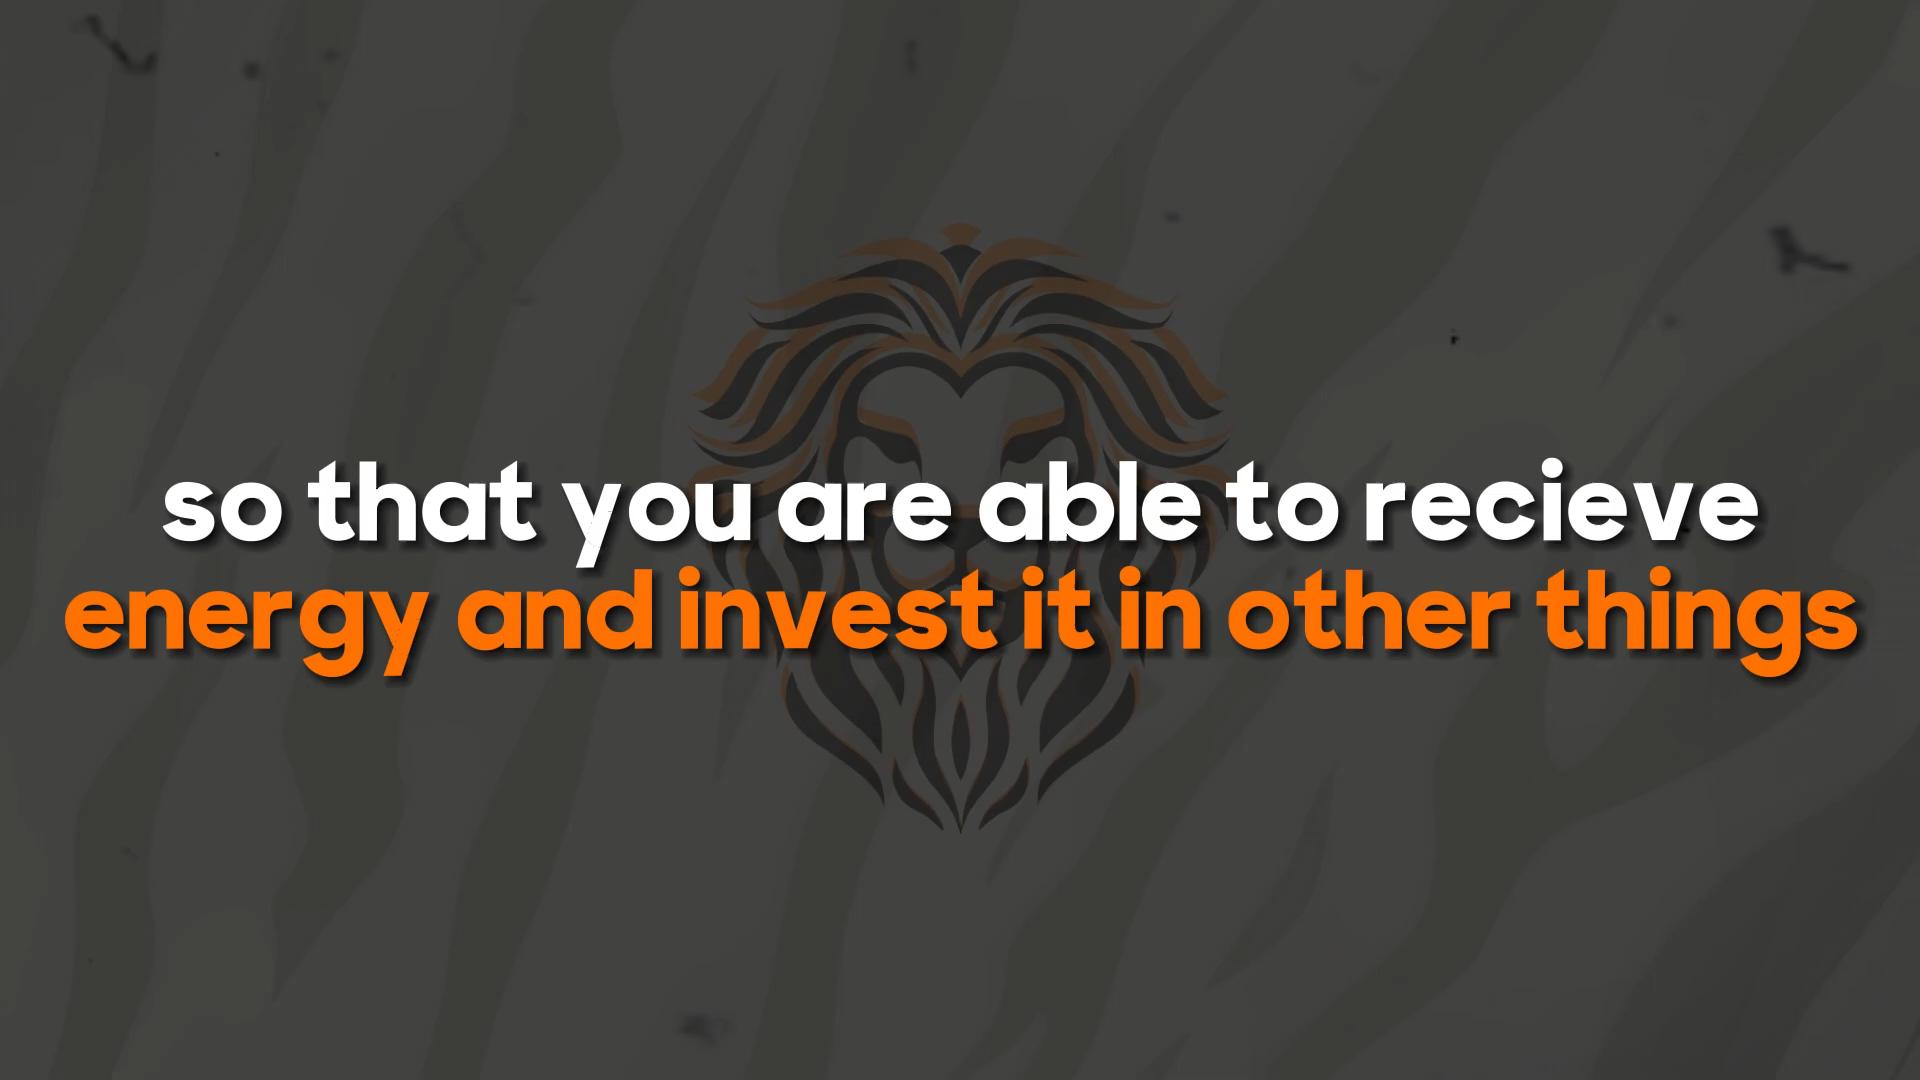 so that you are able to recieve
energy and invest it in other things